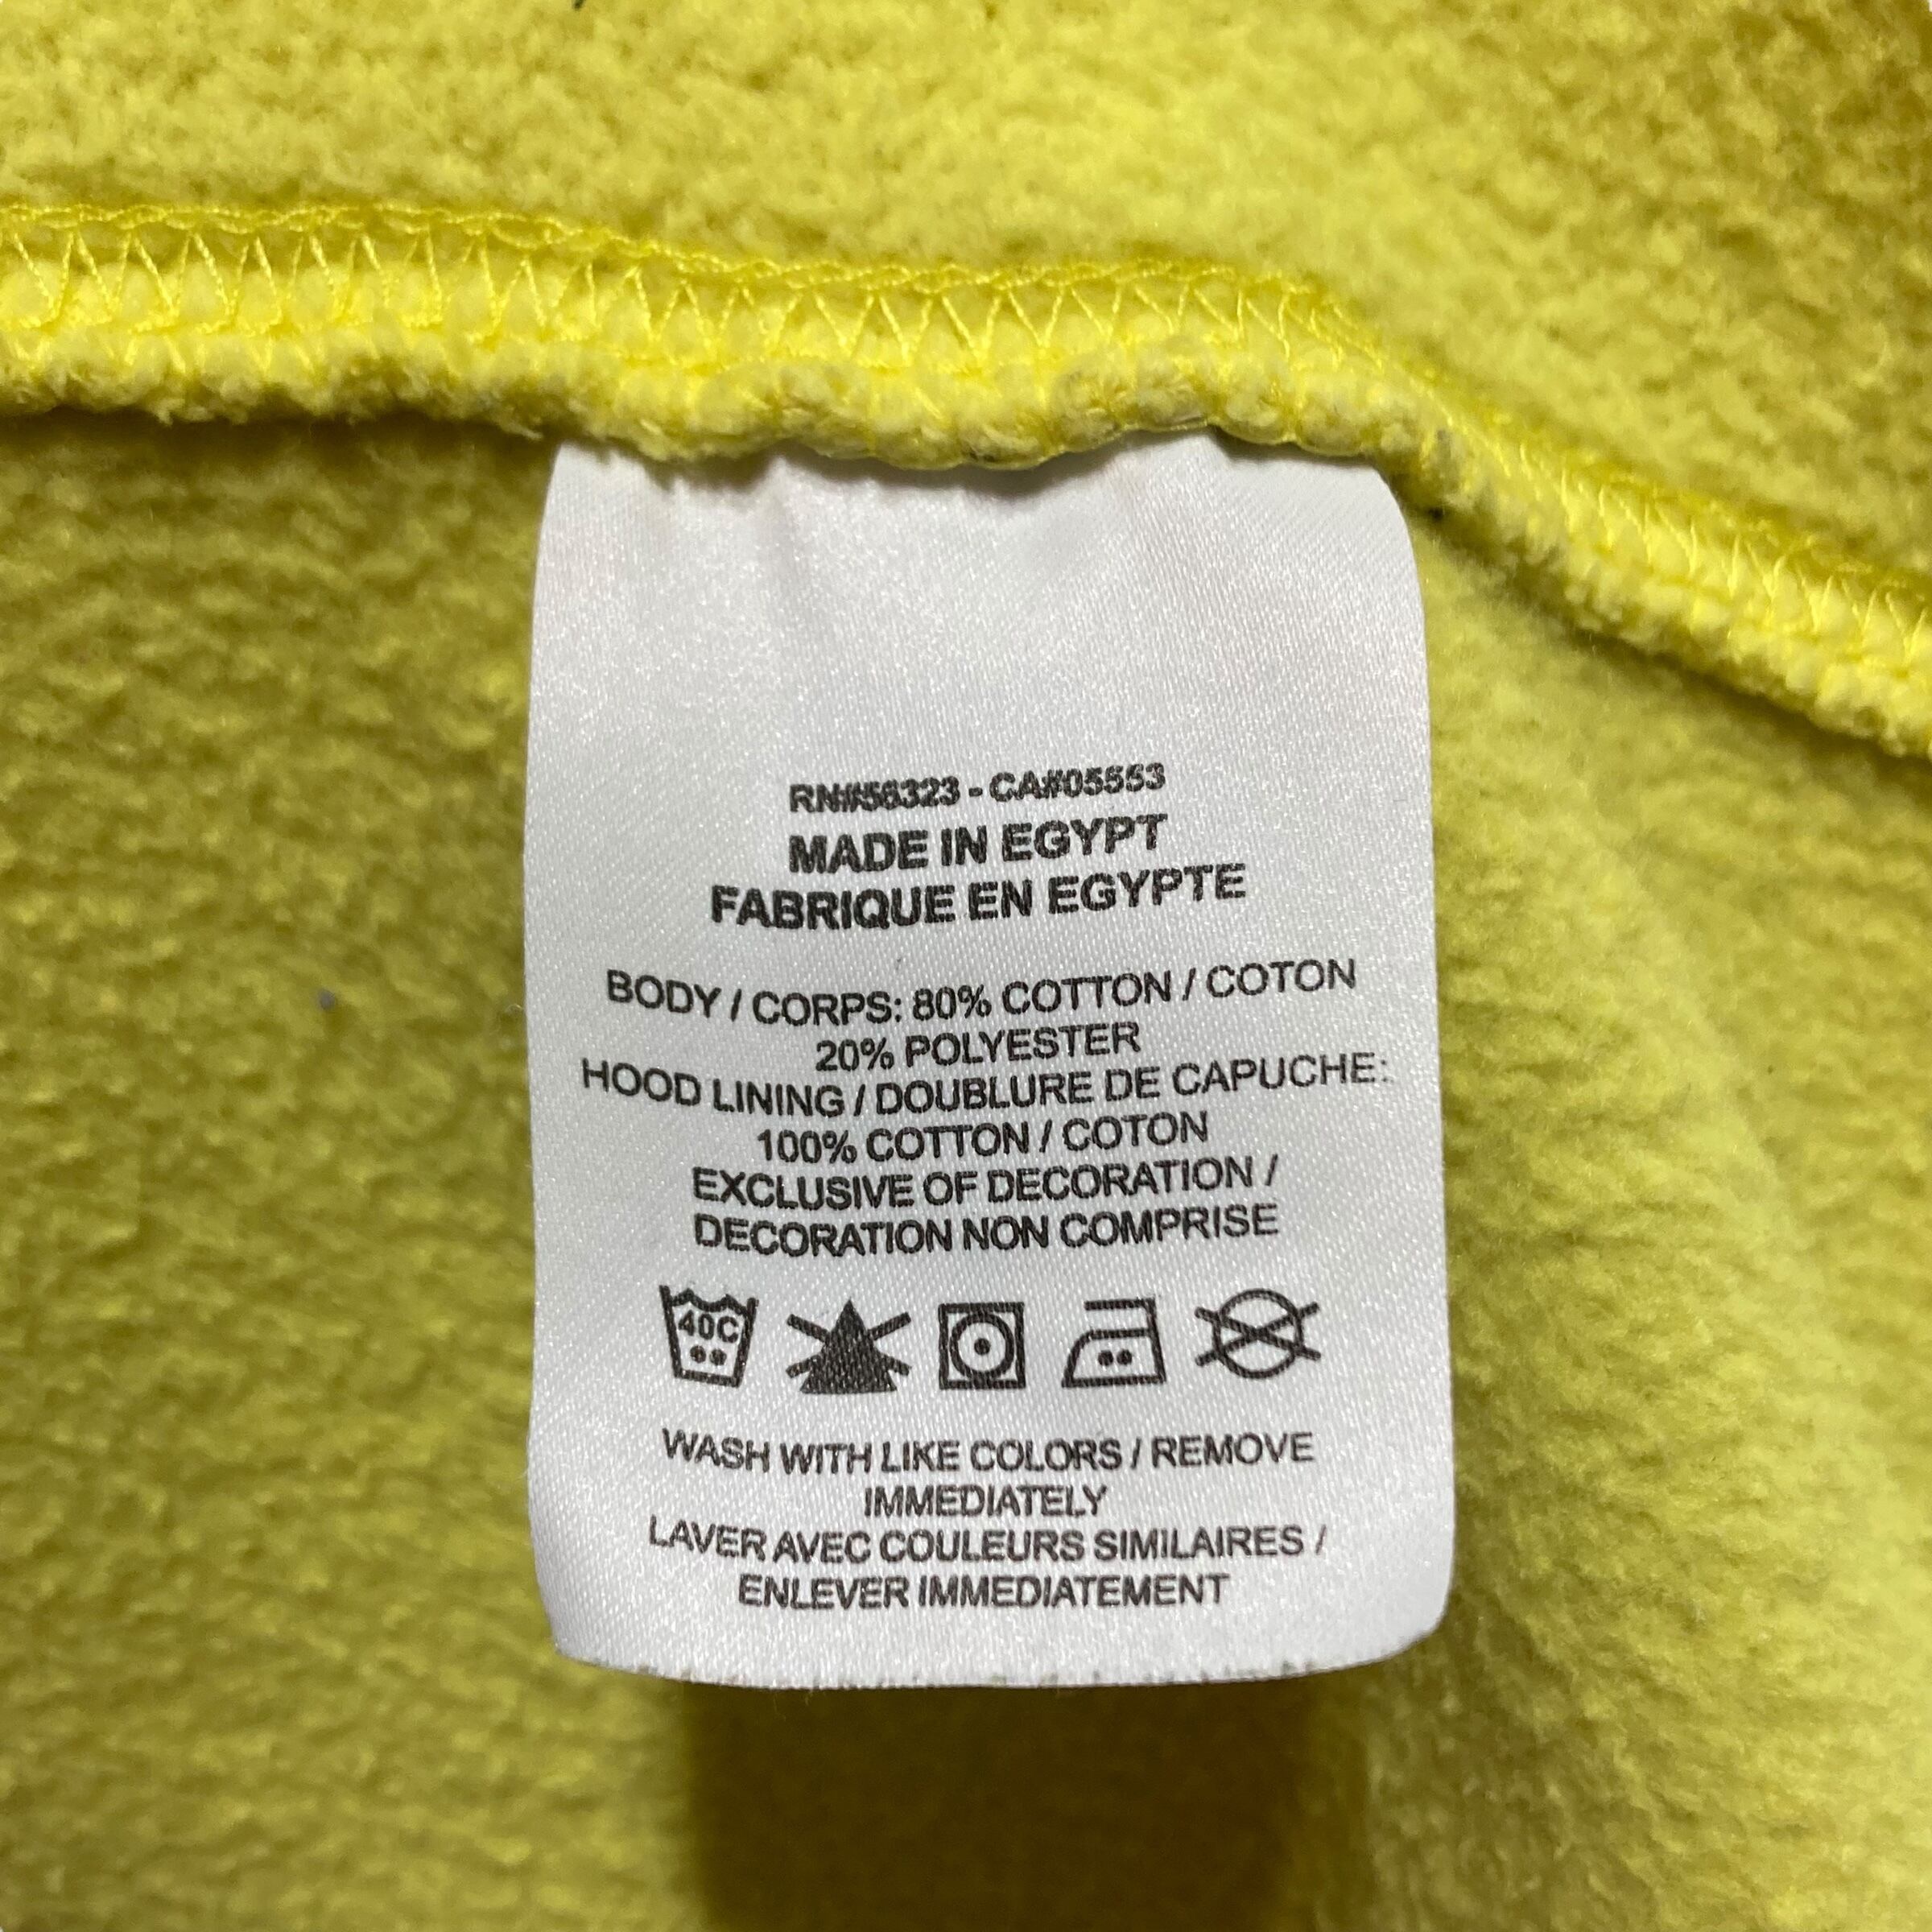 RN#56323 - CA#05553
MADE IN EGYPT
FABRIQUE EN EGYPTE
BODY / CORPS: 80% COTTON / COTON
20% POLYESTER
HOOD LINING / DOUBLURE DE CAPUCHE:
100% COTTON / COTON
EXCLUSIVE OF DECORATION /
DECORATION NON COMPRISE
40C
WASH WITH LIKE COLORS / REMOVE
IMMEDIATELY
LAVER AVEC COULEURS SIMILAIRES /
ENLEVER IMMEDIATEMENT